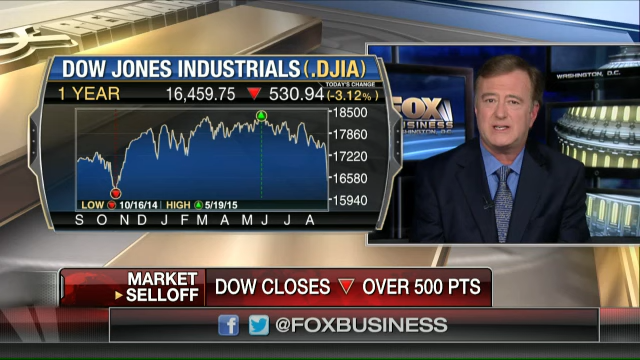 DOW JONES INDUSTRIALS (.DJIA)
TODAY'S CHANGE
1 YEAR 16,459.75 530.94 (-3.12%)
18500
17860
17220
16580
15940
LOW 10/16/14 HIGH 5/19/15
S O N D J F M A M J J A
WASHINGTON, D.C.
FOX
BUSINESS
WASHINGTON, D.C.
MARKET
SELLOFF
DOW CLOSES OVER 500 PTS
@FOXBUSINESS